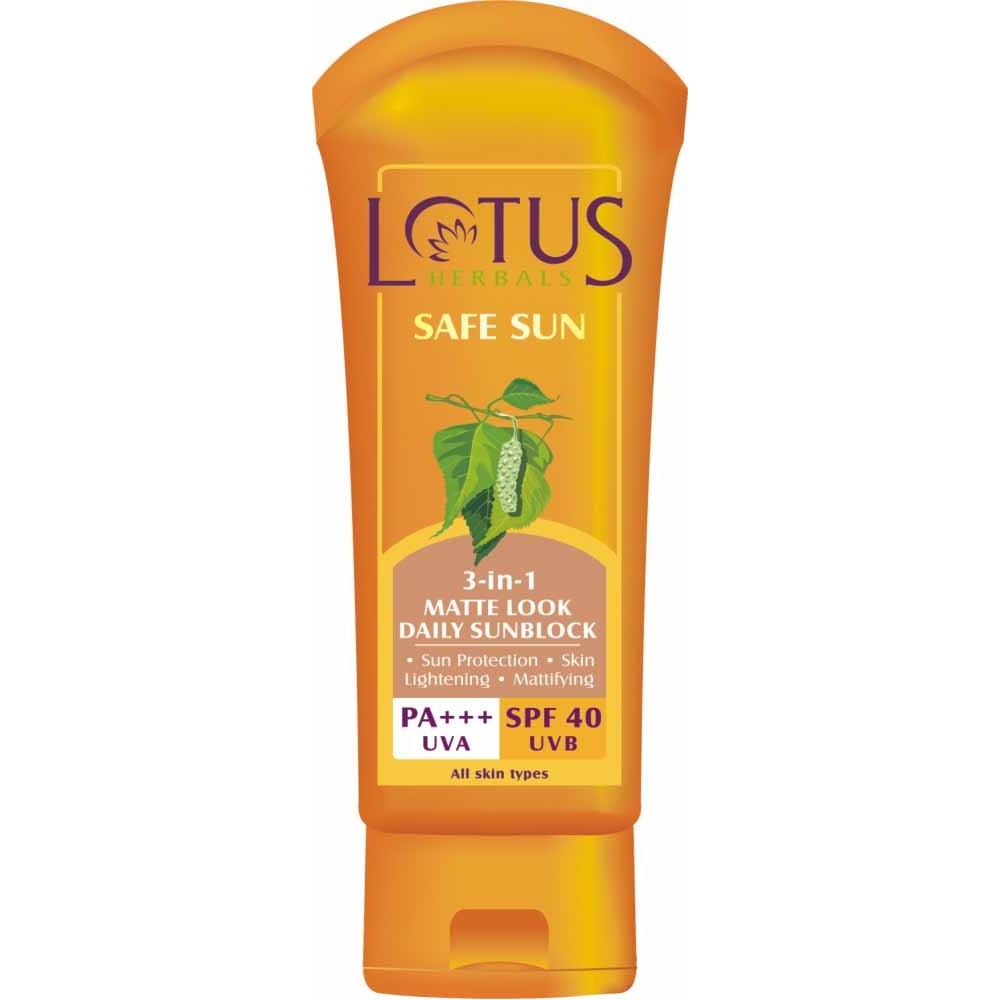 LOTUS
HERBALS
SAFE SUN
3-in-1
MATTE LOOK
DAILY SUNBLOCK
• Sun Protection • Skin
Lightening • Mattifying
PA+++ SPF 40
UVA UVB
All skin types